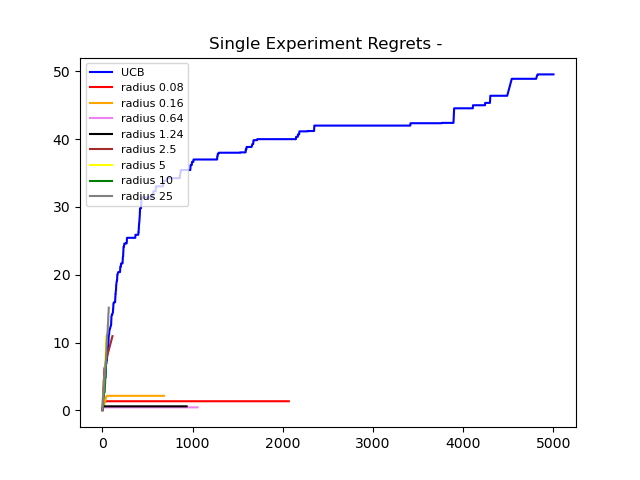 Single Experiment Regrets -
UCB
radius 0.08
radius 0.16
radius 0.64
radius 1.24
radius 2.5
radius 5
radius 10
radius 25
50
40
30
20
10
0
0 1000 2000 3000 4000 5000